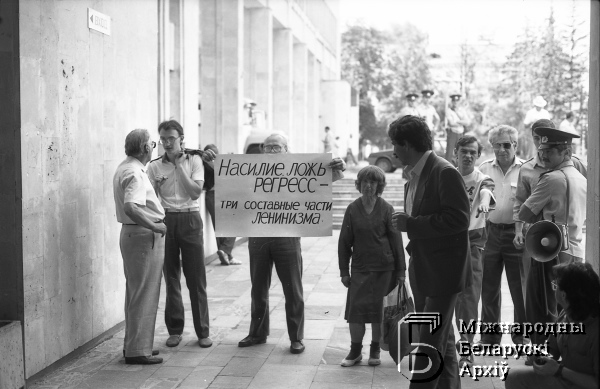 Насилие ложь
регресс –
три составные части
ленинизма
Міжнародны
Беларускі
Архіў